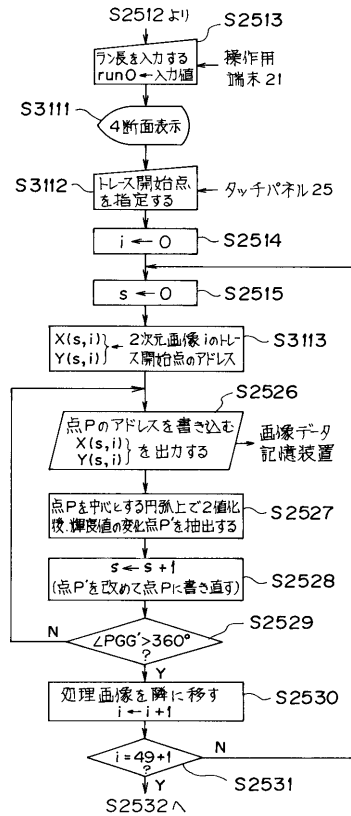 S2512より
S2513
ラン長を入力する
run0←入力値
操作用
端末21
S3111
4断面表示
S3112
トレース開始点
を指定する
タッチパネル25
i ← 0
S2514
s ← 0
S2515
S3113
X(s,i)
Y(s,i)
}←
2次元画像iのトレ
ース開始点のアドレス
S2526
点Pのアドレスを書き込む
X(s,i)
Y(s,i)
}を出力する
画像データ
記憶装置
S2527
点Pを中心とする円弧上で2値化
後、輝度値の変化点P'を抽出する
s ← s+1
(点P'を改めて点Pに書き直す)
S2528
S2529
N
∠PGG'>360°
?
Y
処理画像を隣に移す
i ← i+1
S2530
i=49+1
?
N
S2531
Y
S2532へ